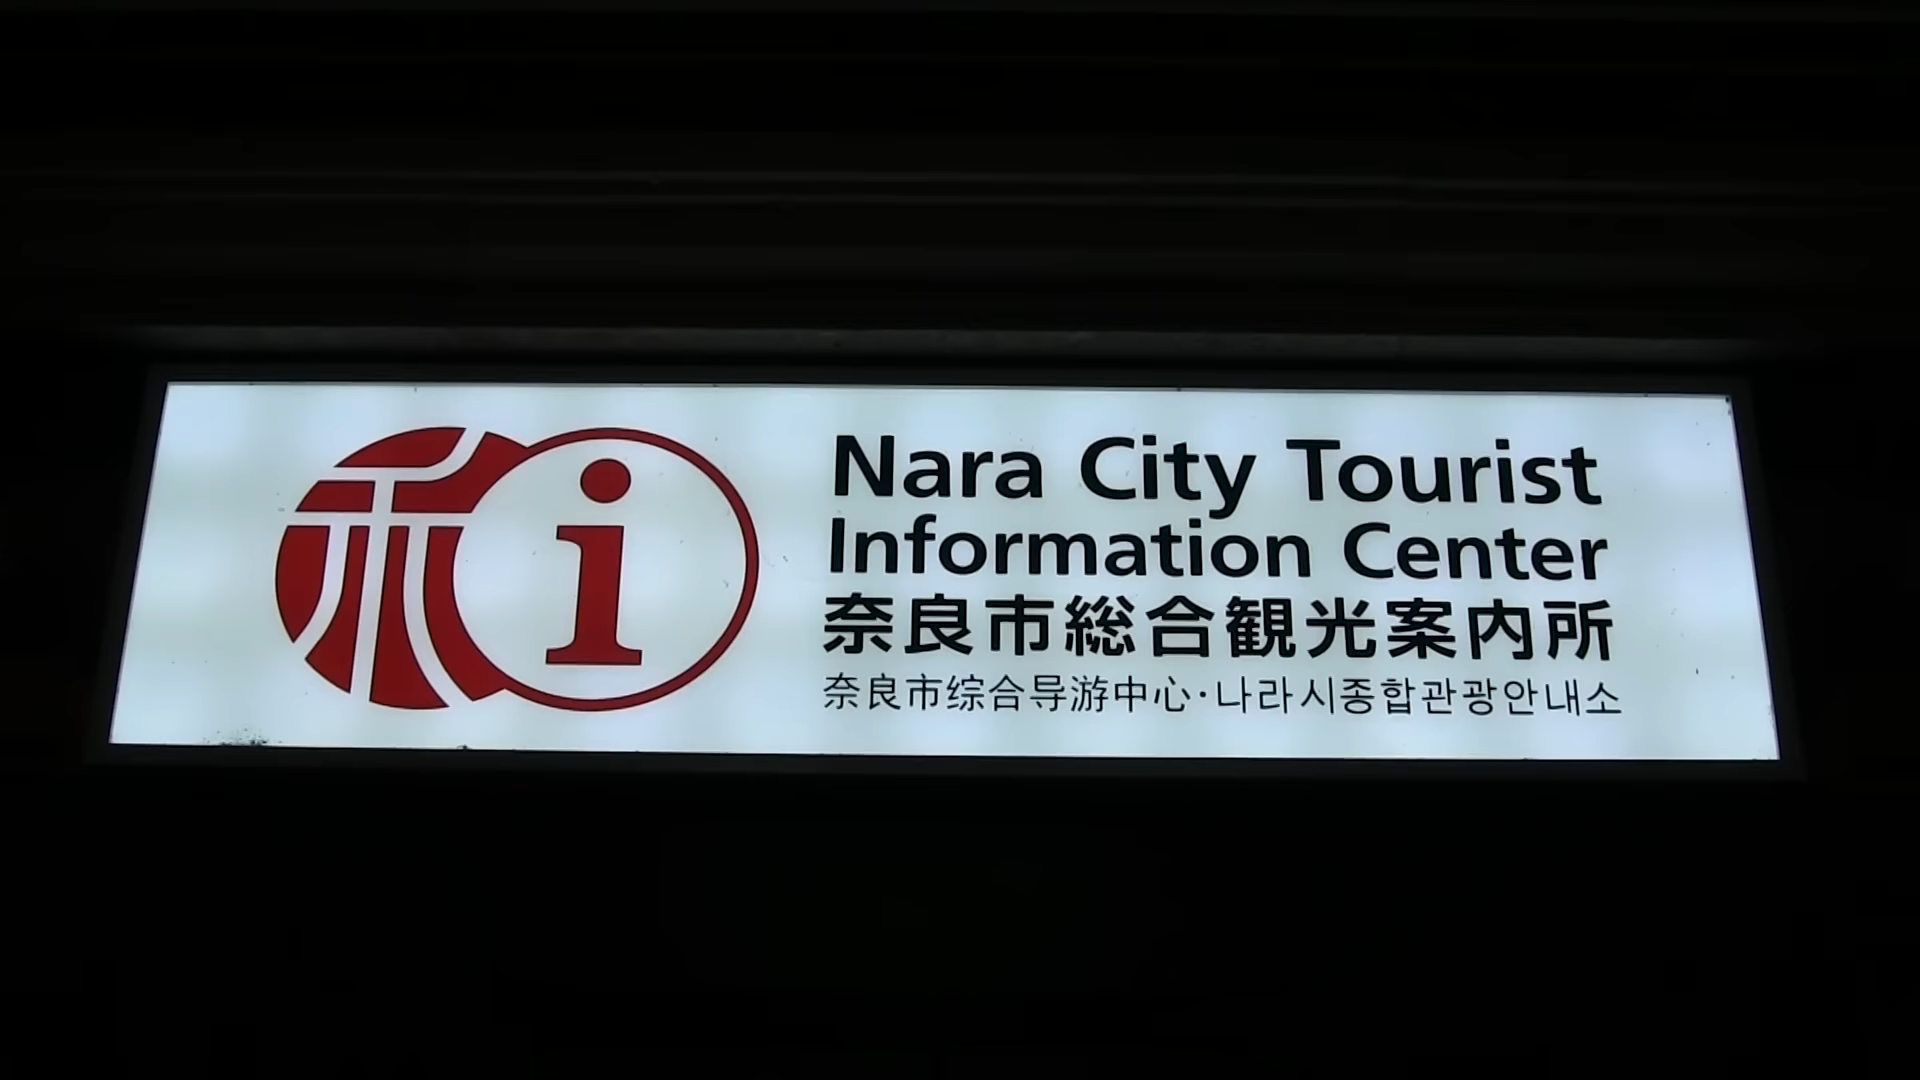 i
Nara City Tourist
Information Center
奈良市総合観光案内所
奈良市综合导游中心·나라시종합관광안내소